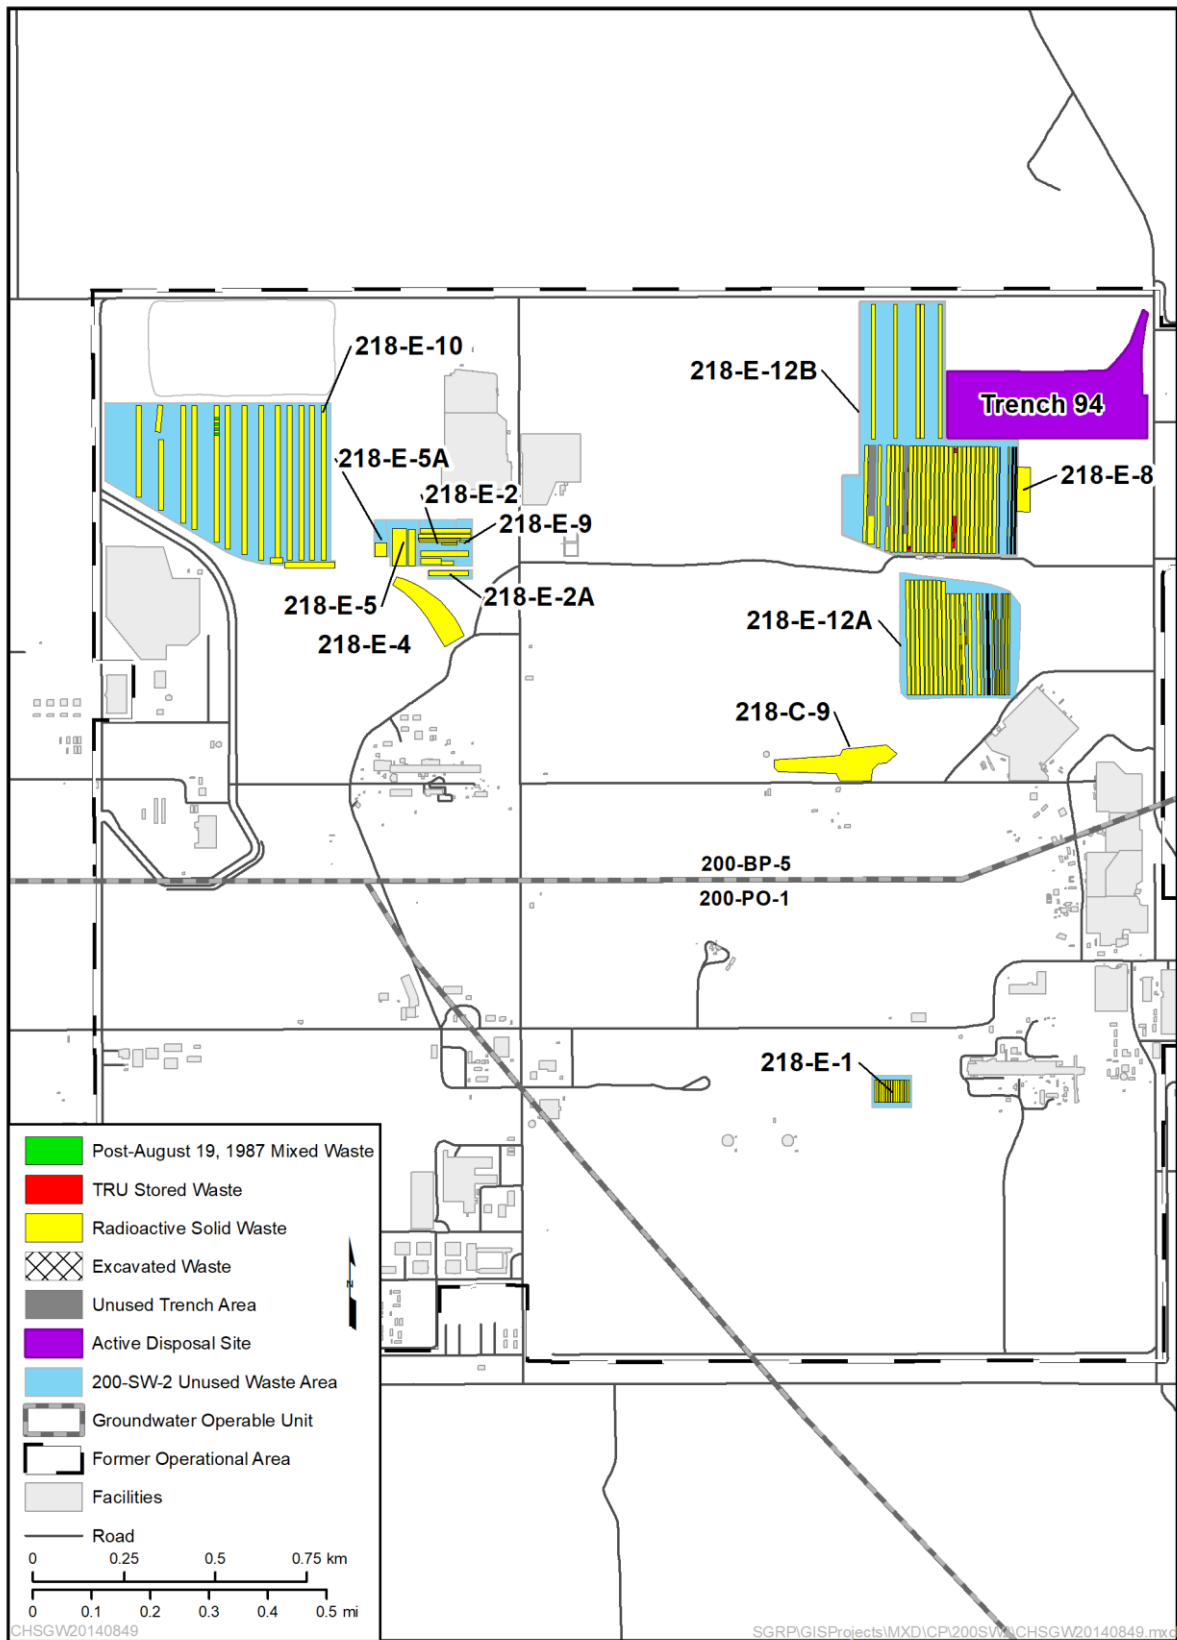 218-E-10
218-E-12B
Trench 94
218-E-5A
218-E-2
218-E-8
218-E-9
218-E-5
218-E-2A
218-E-12A
218-E-4
218-C-9
200-BP-5
200-PO-1
218-E-1
Post-August 19, 1987 Mixed Waste
TRU Stored Waste
Radioactive Solid Waste
Excavated Waste
Unused Trench Area
Active Disposal Site
200-SW-2 Unused Waste Area
Groundwater Operable Unit
Former Operational Area
Facilities
Road
N
0 0.25 0.5 0.75 km
0 0.1 0.2 0.3 0.4 0.5 mi
CHSGW20140849